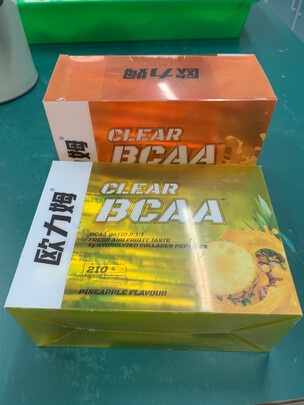 欧力姆
CLEAR
BCAA
欧力姆
CLEAR
BCAA
BCAA RATIO 2:1:1
FRESH AND FRUITY TASTE
1g HYDROLYZED COLLAGEN PEPTIDES
210 g
PINEAPPLE FLAVOUR